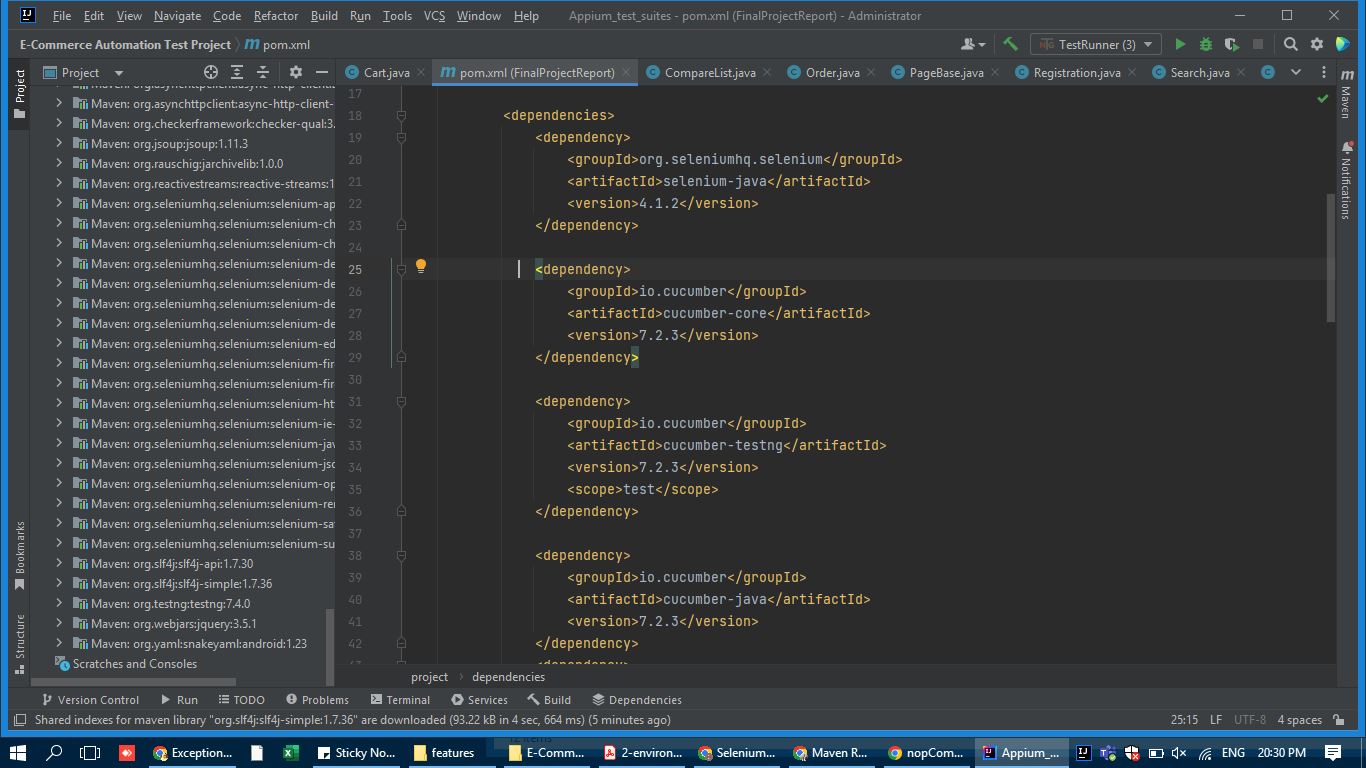 File Edit View Navigate Code Refactor Build Run Tools VCS Window Help Appium_test_suites - pom.xml (FinalProjectReport) - Administrator
E-Commerce Automation Test Project pom.xml TestRunner (3)
Project Cart.java pom.xml (FinalProjectReport) CompareList.java Order.java PageBase.java Registration.java Search.java
Project
Bookmarks
Structure
Maven
Notifications
Maven: org.asynchttpclient:async-http-client-
Maven: org.checkerframework:checker-qual:3.
Maven: org.jsoup:jsoup:1.11.3
Maven: org.rauschig:jarchivelib:1.0.0
Maven: org.reactivestreams:reactive-streams:1
Maven: org.seleniumhq.selenium:selenium-ap
Maven: org.seleniumhq.selenium:selenium-ch
Maven: org.seleniumhq.selenium:selenium-ch
Maven: org.seleniumhq.selenium:selenium-de
Maven: org.seleniumhq.selenium:selenium-de
Maven: org.seleniumhq.selenium:selenium-de
Maven: org.seleniumhq.selenium:selenium-de
Maven: org.seleniumhq.selenium:selenium-ed
Maven: org.seleniumhq.selenium:selenium-fir
Maven: org.seleniumhq.selenium:selenium-fir
Maven: org.seleniumhq.selenium:selenium-ht
Maven: org.seleniumhq.selenium:selenium-ie-
Maven: org.seleniumhq.selenium:selenium-jav
Maven: org.seleniumhq.selenium:selenium-jso
Maven: org.seleniumhq.selenium:selenium-op
Maven: org.seleniumhq.selenium:selenium-rer
Maven: org.seleniumhq.selenium:selenium-sa
Maven: org.seleniumhq.selenium:selenium-su
Maven: org.slf4j:slf4j-api:1.7.30
Maven: org.slf4j:slf4j-simple:1.7.36
Maven: org.testng:testng:7.4.0
Maven: org.webjars:jquery:3.5.1
Maven: org.yaml:snakeyaml:android:1.23
Scratches and Consoles
17
18 <dependencies>
19 <dependency>
20 <groupId>org.seleniumhq.selenium</groupId>
21 <artifactId>selenium-java</artifactId>
22 <version>4.1.2</version>
23 </dependency>
24
25 <dependency>
26 <groupId>io.cucumber</groupId>
27 <artifactId>cucumber-core</artifactId>
28 <version>7.2.3</version>
29 </dependency>
30
31 <dependency>
32 <groupId>io.cucumber</groupId>
33 <artifactId>cucumber-testng</artifactId>
34 <version>7.2.3</version>
35 <scope>test</scope>
36 </dependency>
37
38 <dependency>
39 <groupId>io.cucumber</groupId>
40 <artifactId>cucumber-java</artifactId>
41 <version>7.2.3</version>
42 </dependency>
<dependency>
project dependencies
Version Control Run TODO Problems Terminal Services Build Dependencies
Shared indexes for maven library "org.slf4j:slf4j-simple:1.7.36" are downloaded (93.22 kB in 4 sec, 664 ms) (5 minutes ago) 25:15 LF UTF-8 4 spaces
Exception... Sticky No... features E-Comm... 2-environ... Selenium... Maven R... nopCom... Appium_... ENG 20:30 PM